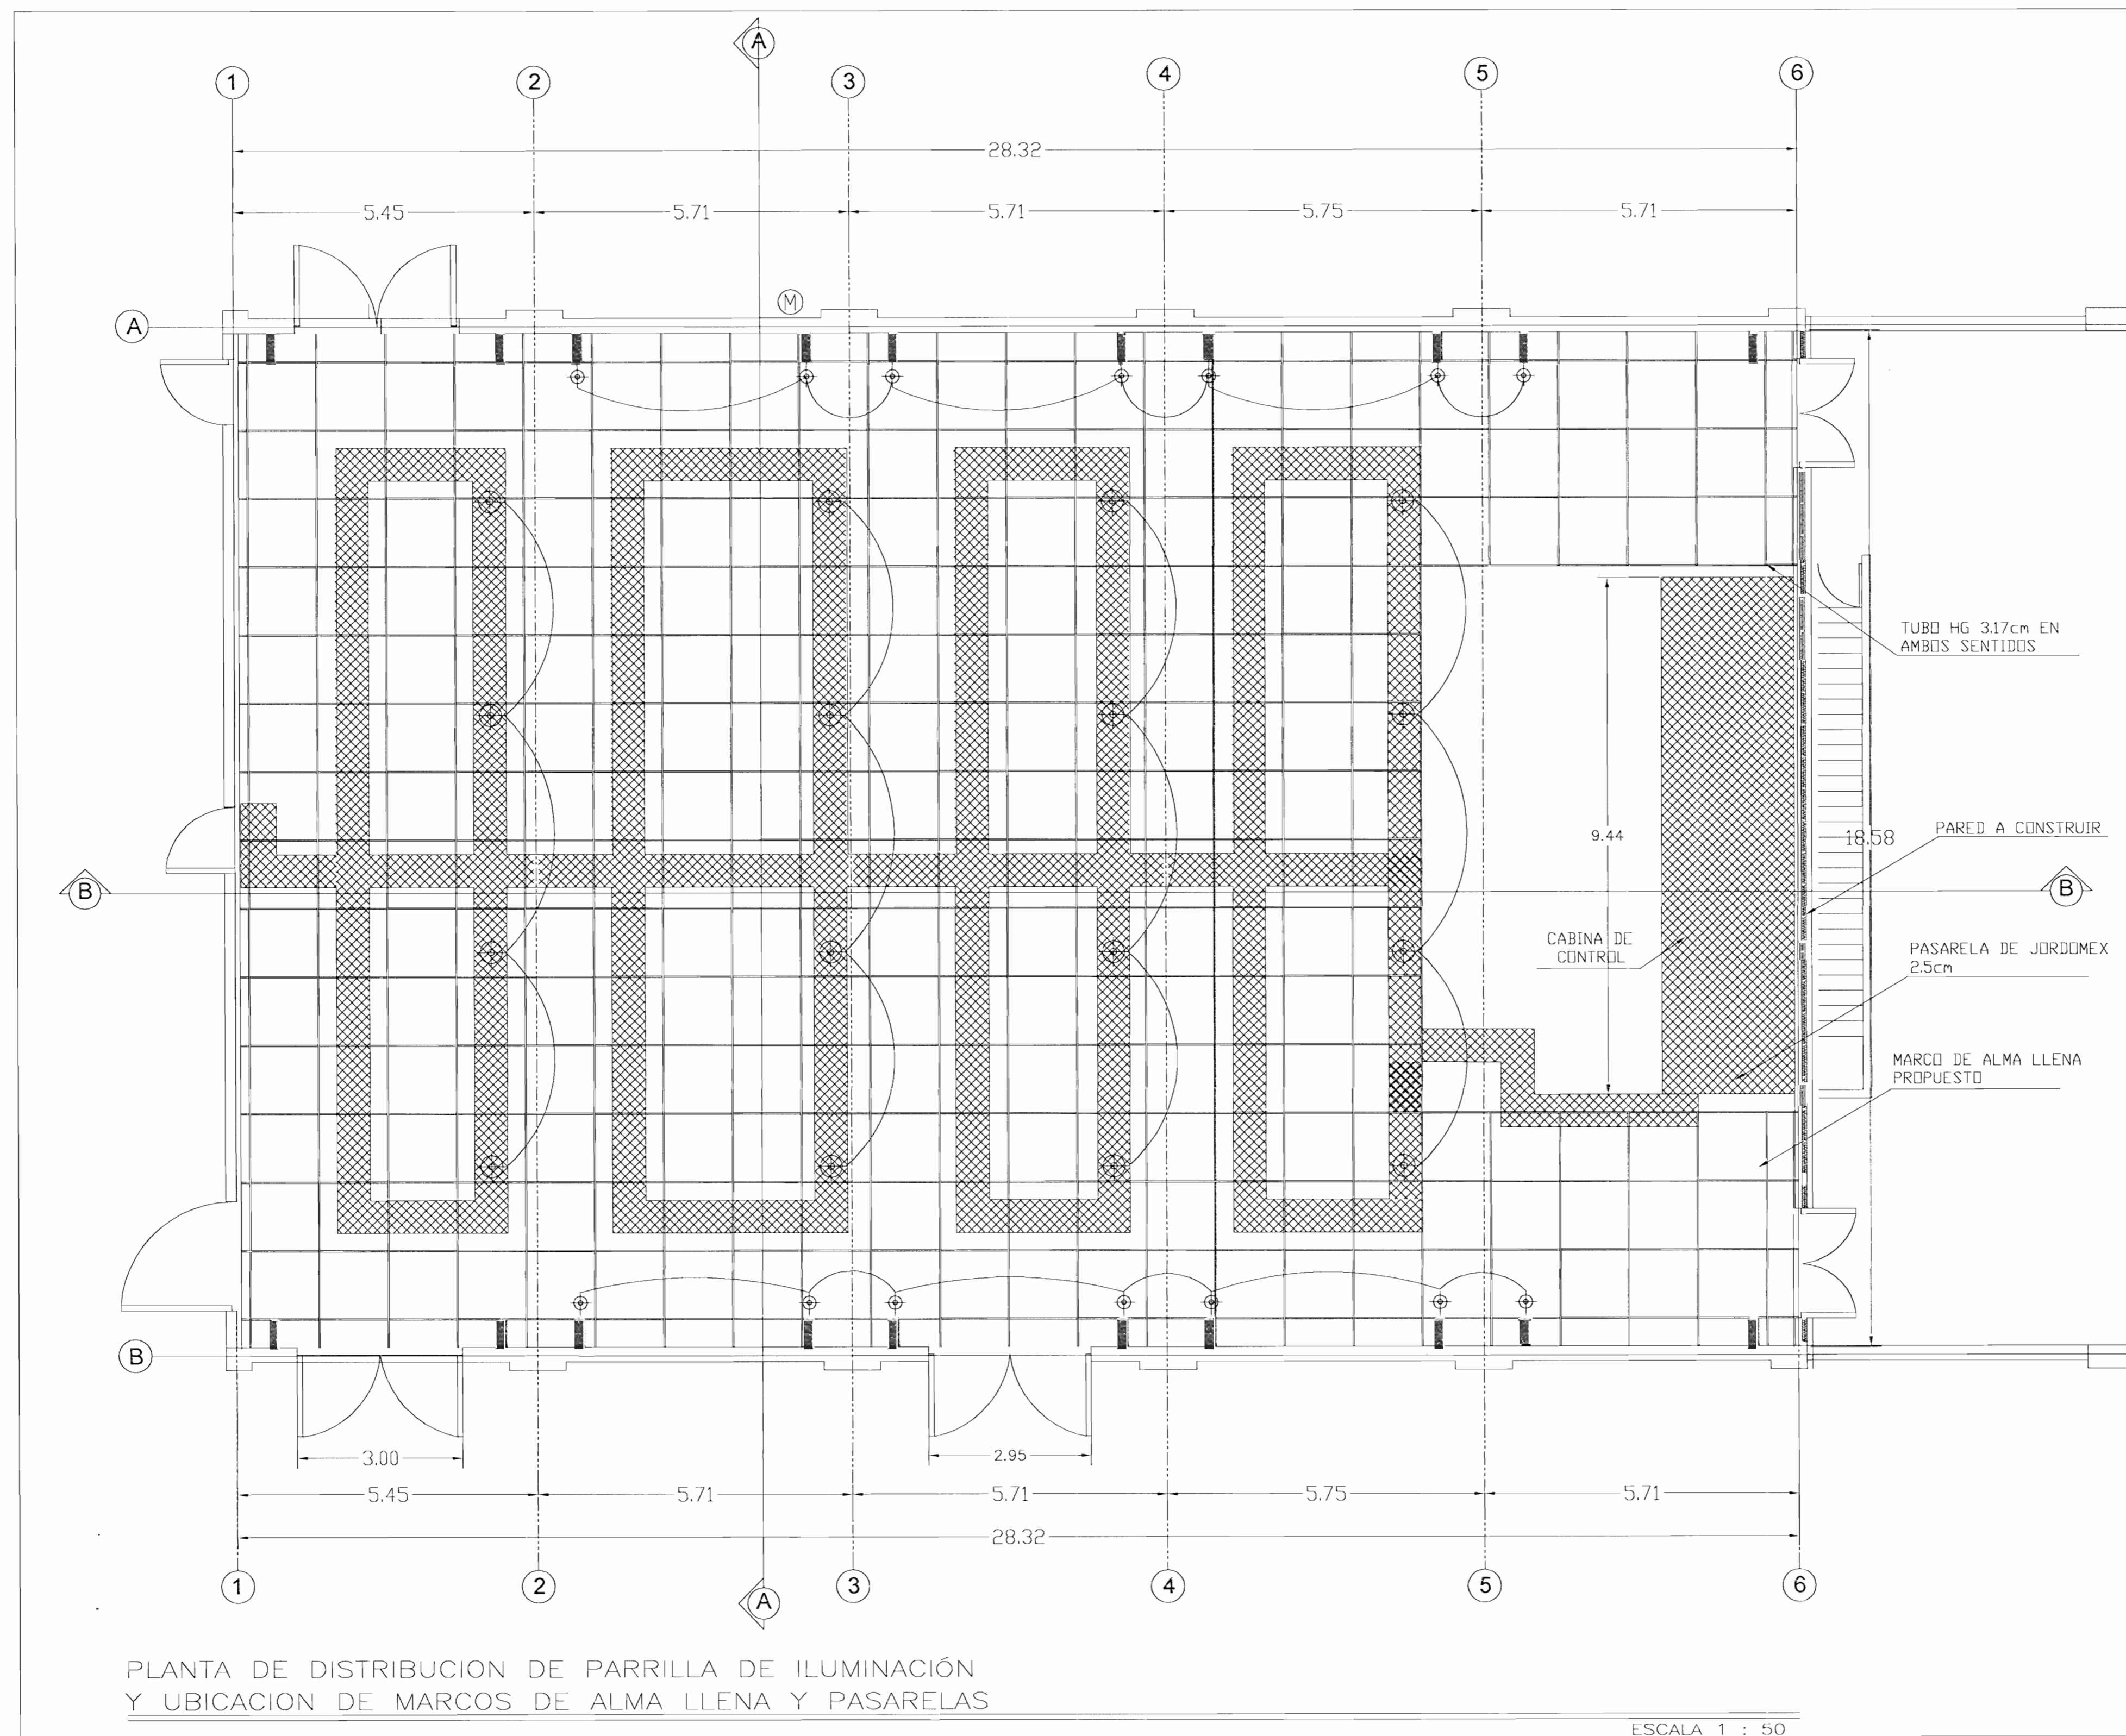 A
1
2
3
4
5
6
28.32
5.45
5.71
5.71
5.75
5.71
M
A
TUBO HG 3.17cm EN
AMBOS SENTIDOS
9.44
18.58
PARED A CONSTRUIR
B
B
CABINA DE
CONTROL
PASARELA DE JORDOMEX
2.5cm
MARCO DE ALMA LLENA
PROPUESTO
B
3.00
2.95
5.45
5.71
5.71
5.75
5.71
28.32
1
2
A
3
4
5
6
PLANTA DE DISTRIBUCION DE PARRILLA DE ILUMINACIÓN
Y UBICACION DE MARCOS DE ALMA LLENA Y PASARELAS
ESCALA 1 : 50